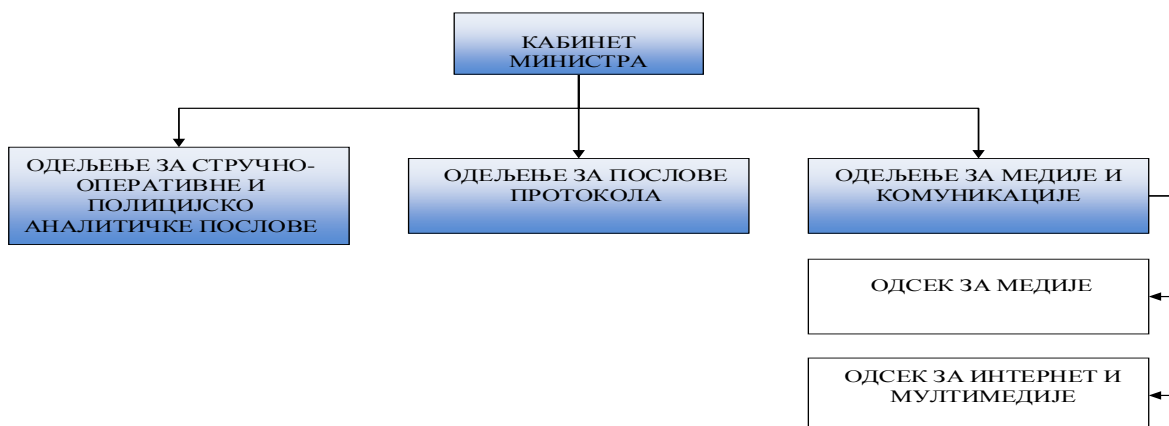 КАБИНЕТ
МИНИСТРА
ОДЕЉЕЊЕ ЗА СТРУЧНО-
ОПЕРАТИВНЕ И
ПОЛИЦИЈСКО
АНАЛИТИЧКЕ ПОСЛОВЕ
ОДЕЉЕЊЕ ЗА ПОСЛОВЕ
ПРОТОКОЛА
ОДЕЉЕЊЕ ЗА МЕДИЈЕ И
КОМУНИКАЦИЈЕ
ОДСЕК ЗА МЕДИЈЕ
ОДСЕК ЗА ИНТЕРНЕТ И
МУЛТИМЕДИЈЕ